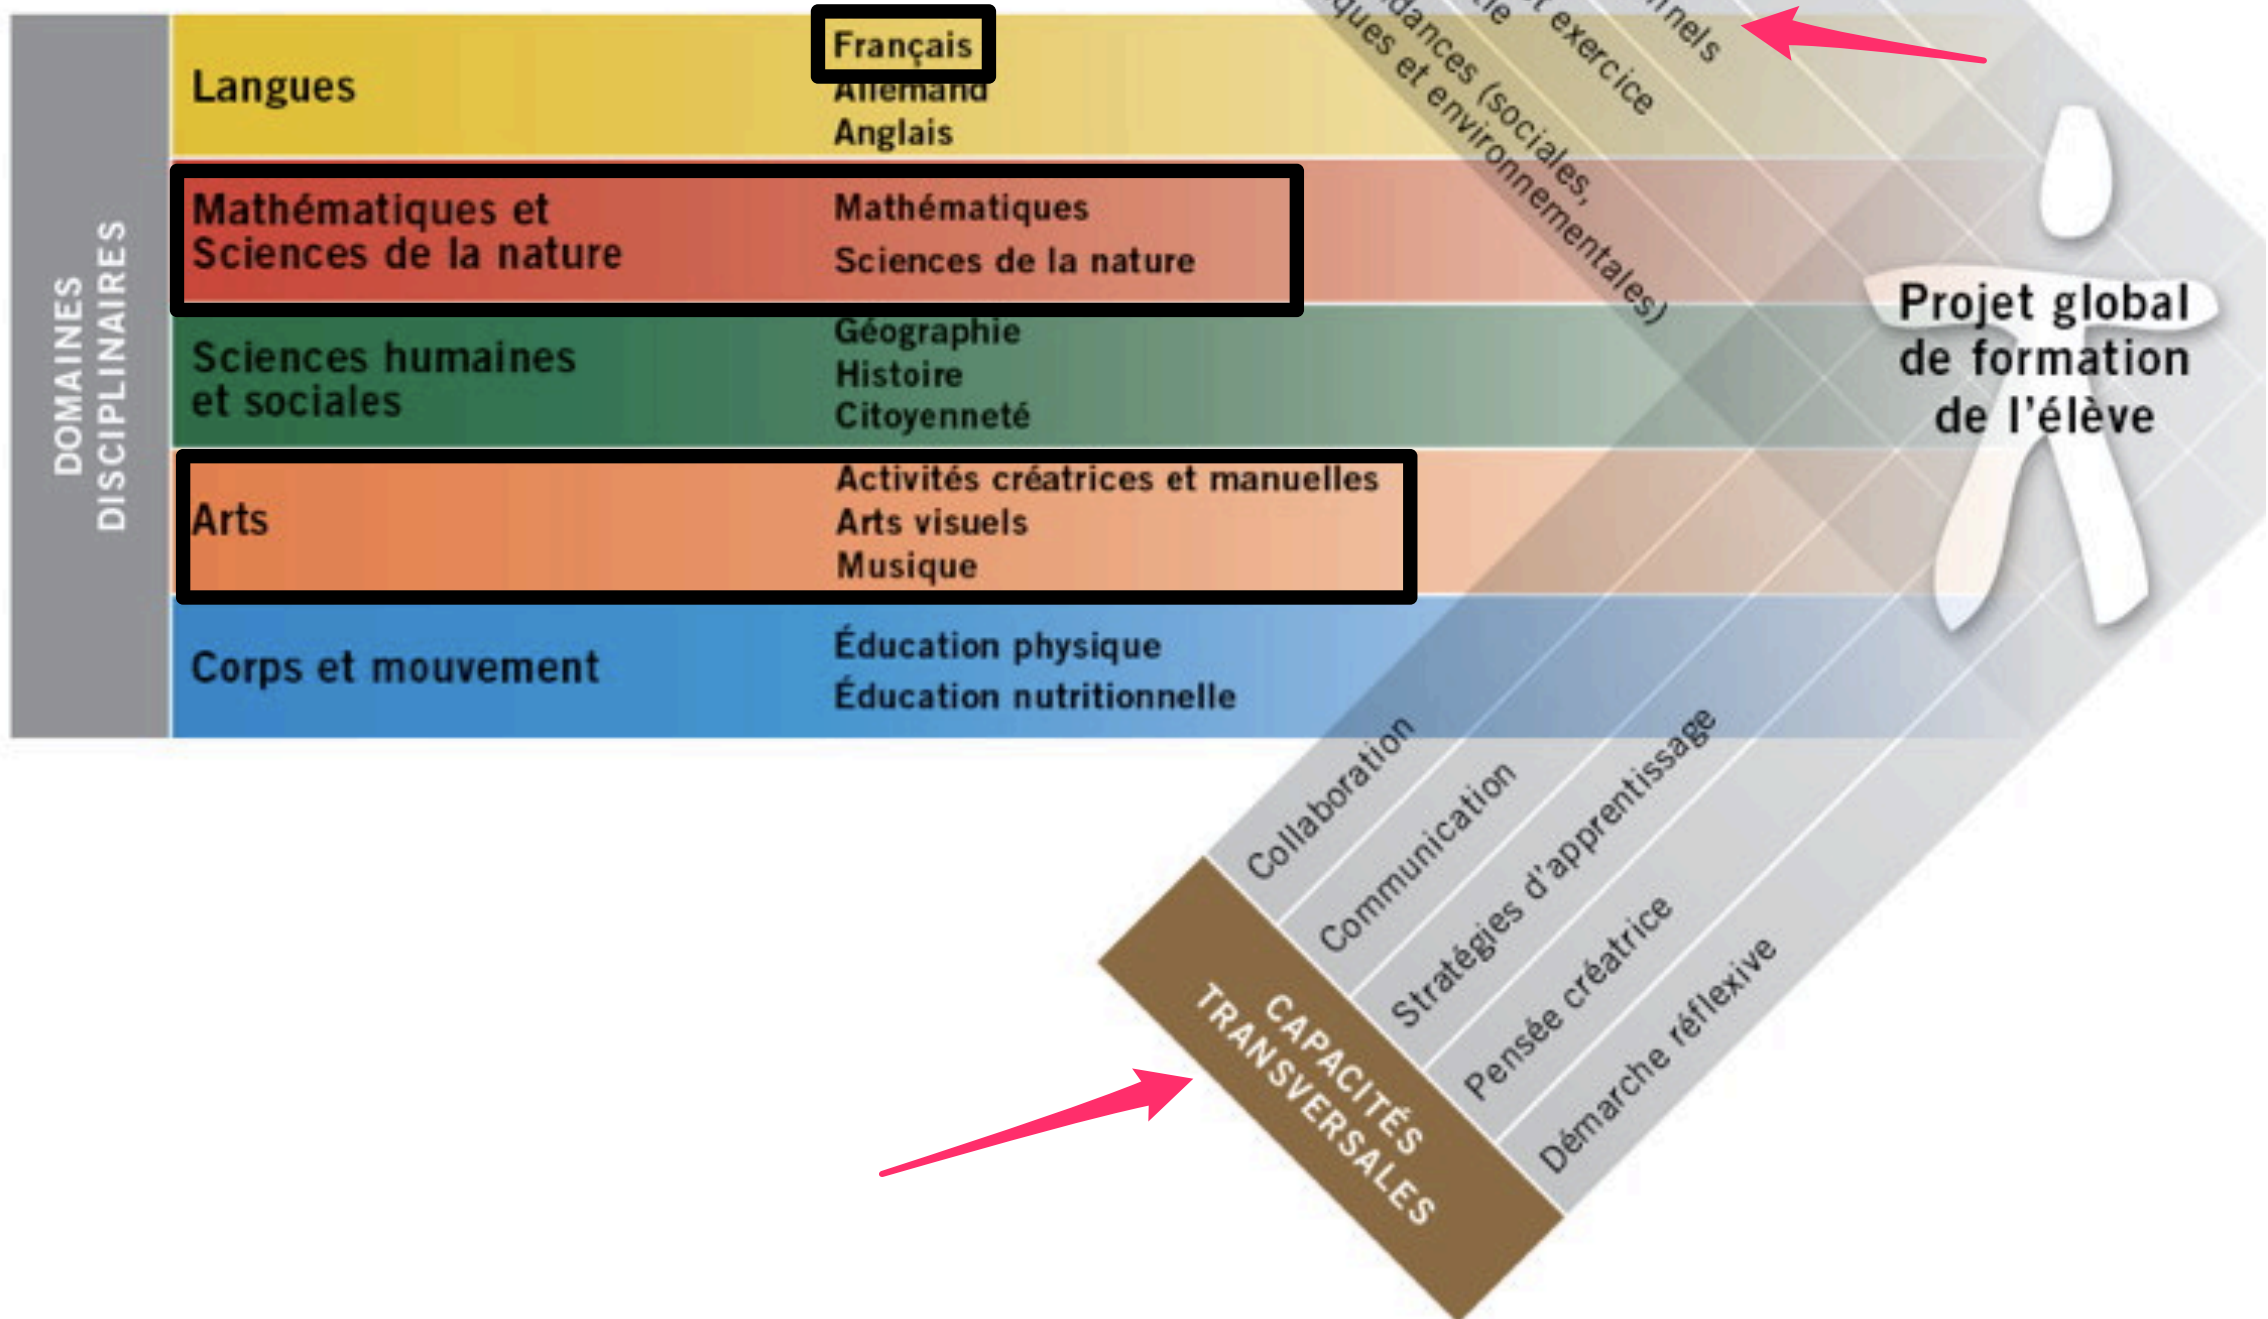 DOMAINES
DISCIPLINAIRES
Langues
Français
Allemand
Anglais
Mathématiques et
Sciences de la nature
Mathématiques
Sciences de la nature
Sciences humaines
et sociales
Géographie
Histoire
Citoyenneté
Arts
Activités créatrices et manuelles
Arts visuels
Musique
Corps et mouvement
Éducation physique
Éducation nutritionnelle
exercice
(sociales,
et environnementales)
Projet global
de formation
de l'élève
CAPACITÉS
TRANSVERSALES
Collaboration
Communication
Stratégies d'apprentissage
Pensée créatrice
Démarche réflexive